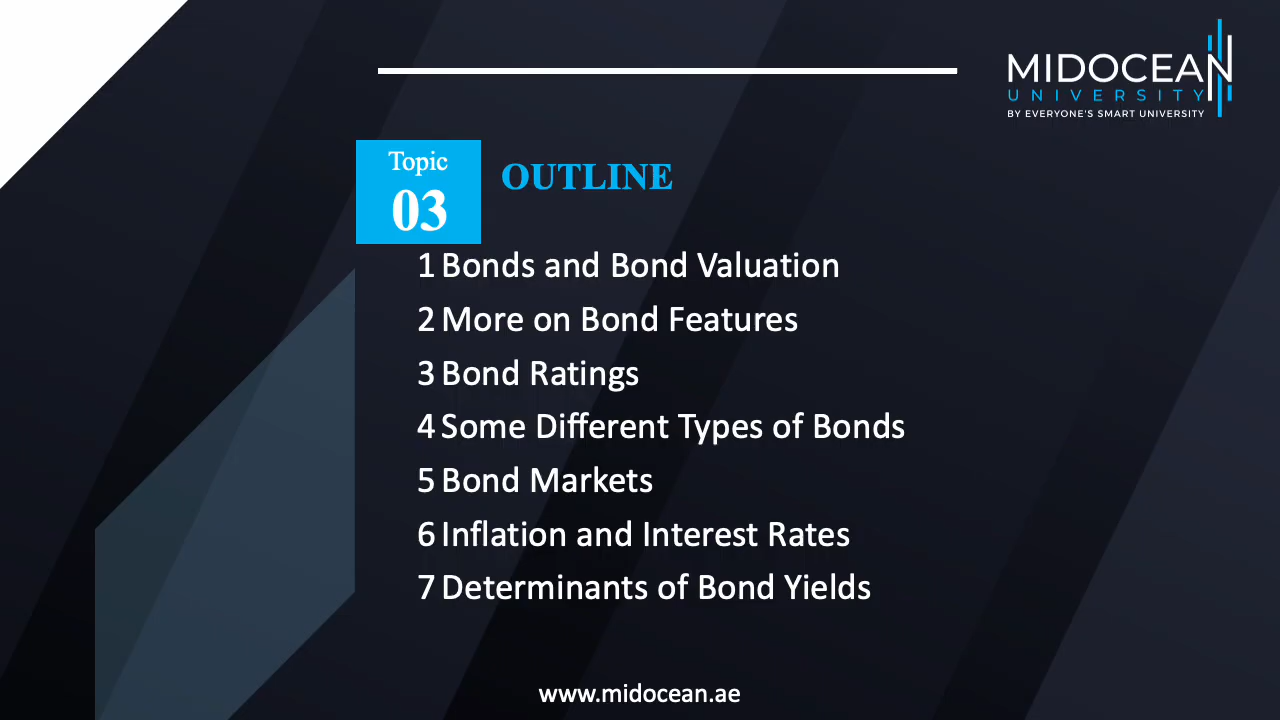 MIDOCEAN
UNIVERSITY
BY EVERYONE'S SMART UNIVERSITY
Topic
03
OUTLINE
1 Bonds and Bond Valuation
2 More on Bond Features
3 Bond Ratings
4 Some Different Types of Bonds
5 Bond Markets
6 Inflation and Interest Rates
7 Determinants of Bond Yields
www.midocean.ae